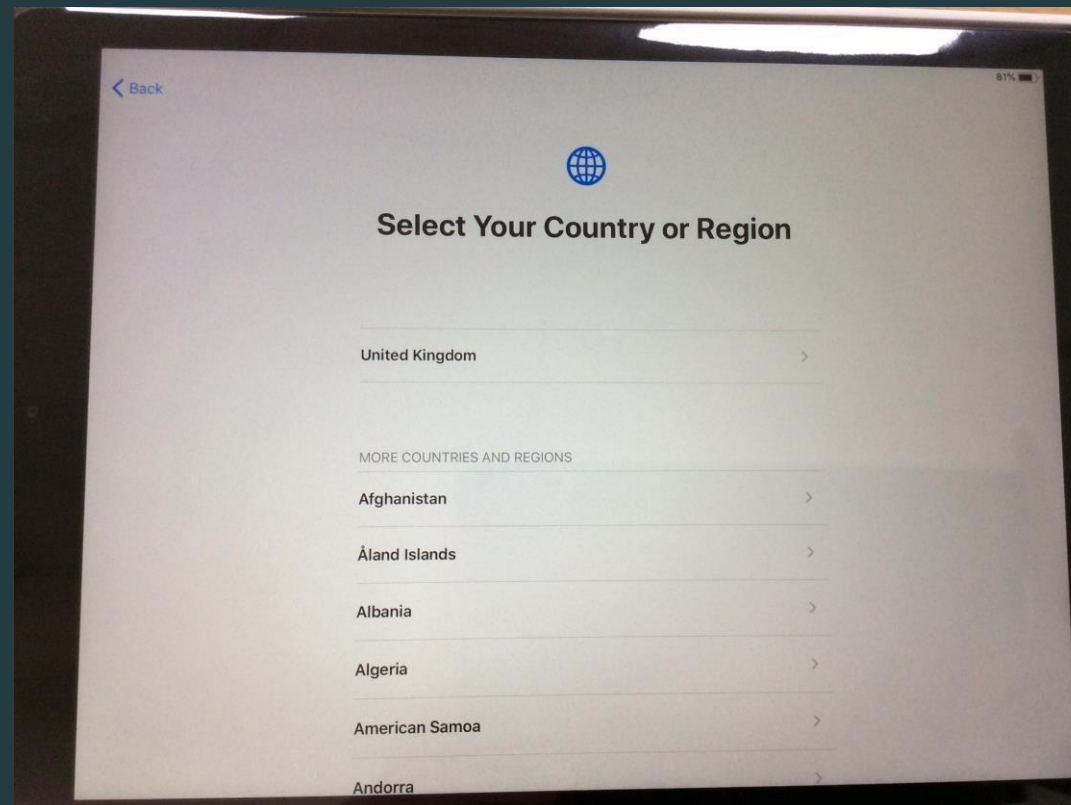 Back
81%
Select Your Country or Region
United Kingdom
MORE COUNTRIES AND REGIONS
Afghanistan
Åland Islands
Albania
Algeria
American Samoa
Andorra